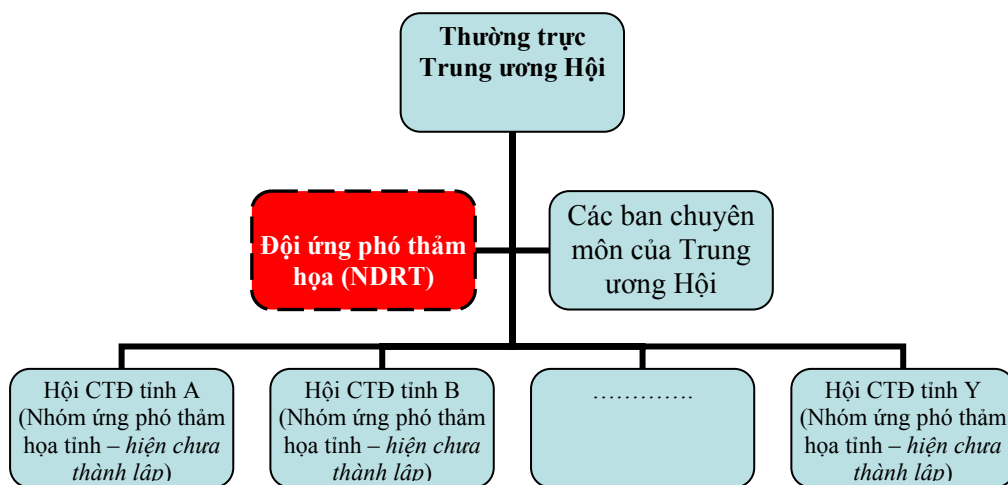 Thường trực
Trung ương Hội
Đội ứng phó thảm
họa (NDRT)
Các ban chuyên
môn của Trung
ương Hội
Hội CTĐ tỉnh A
(Nhóm ứng phó thảm
họa tỉnh – hiện chưa
thành lập)
Hội CTĐ tỉnh B
(Nhóm ứng phó thảm
họa tỉnh – hiện chưa
thành lập)
………….
Hội CTĐ tỉnh Y
(Nhóm ứng phó thảm
họa tỉnh – hiện chưa
thành lập)